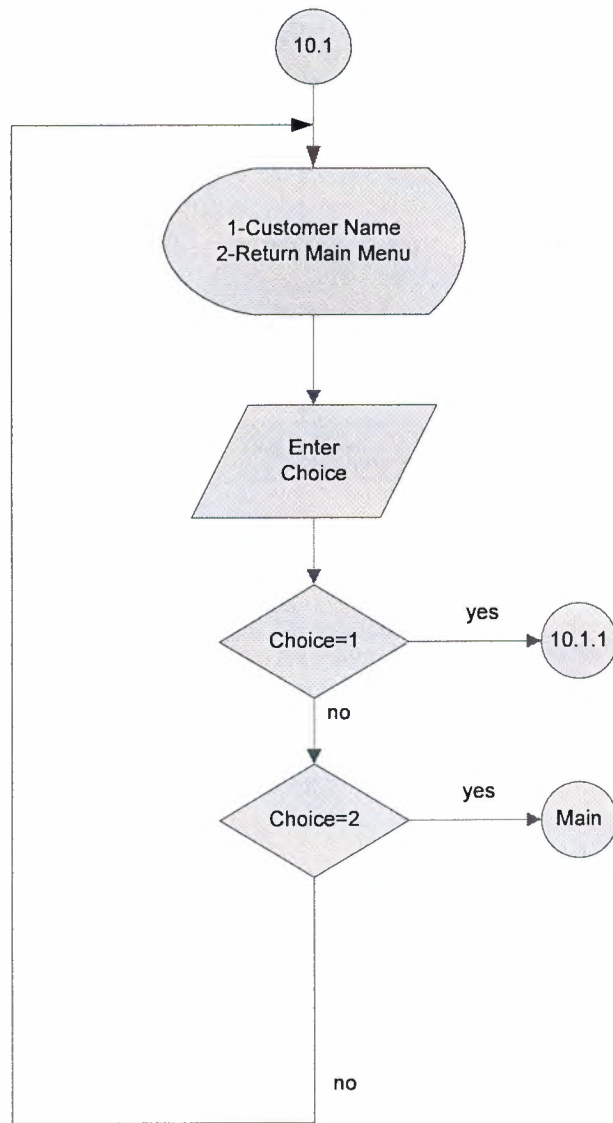 10.1
1-Customer Name
2-Return Main Menu
Enter
Choice
Choice=1
yes
10.1.1
no
Choice=2
yes
Main
no